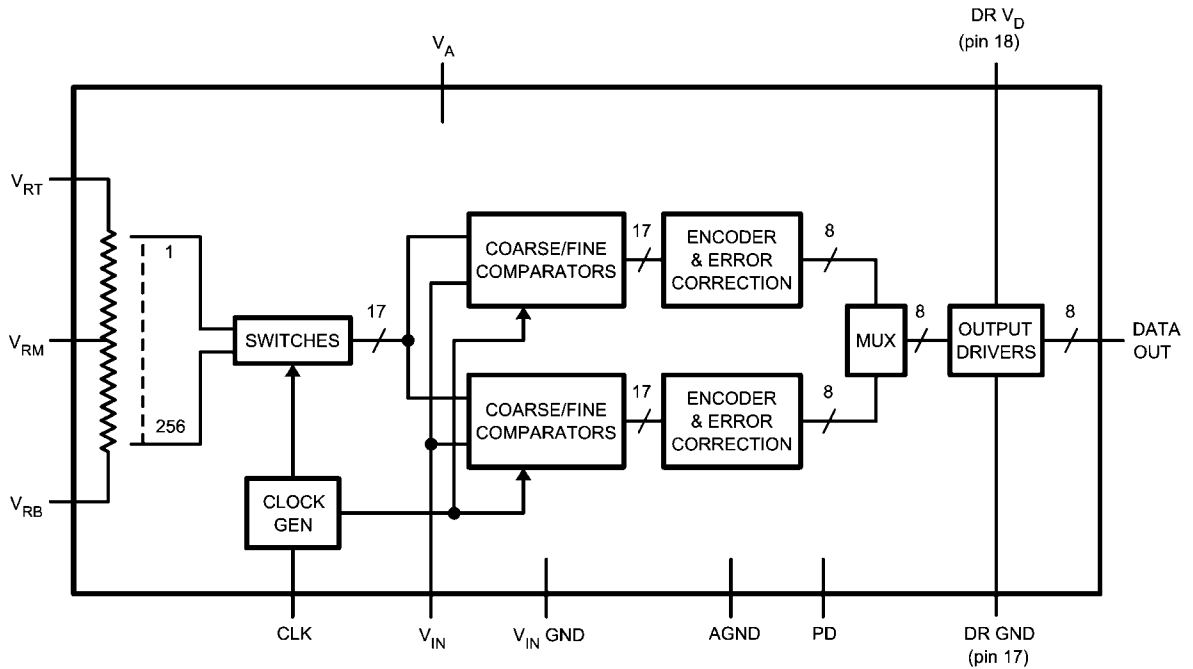 DR VD
(pin 18)
VA
VRT
1
17
ENCODER
& ERROR
CORRECTION
8
COARSE/FINE
COMPARATORS
VRM
SWITCHES
17
MUX
8
OUTPUT
DRIVERS
8
DATA
OUT
256
COARSE/FINE
COMPARATORS
17
ENCODER
& ERROR
CORRECTION
8
VRB
CLOCK
GEN
CLK
VIN
VIN GND
AGND
PD
DR GND
(pin 17)